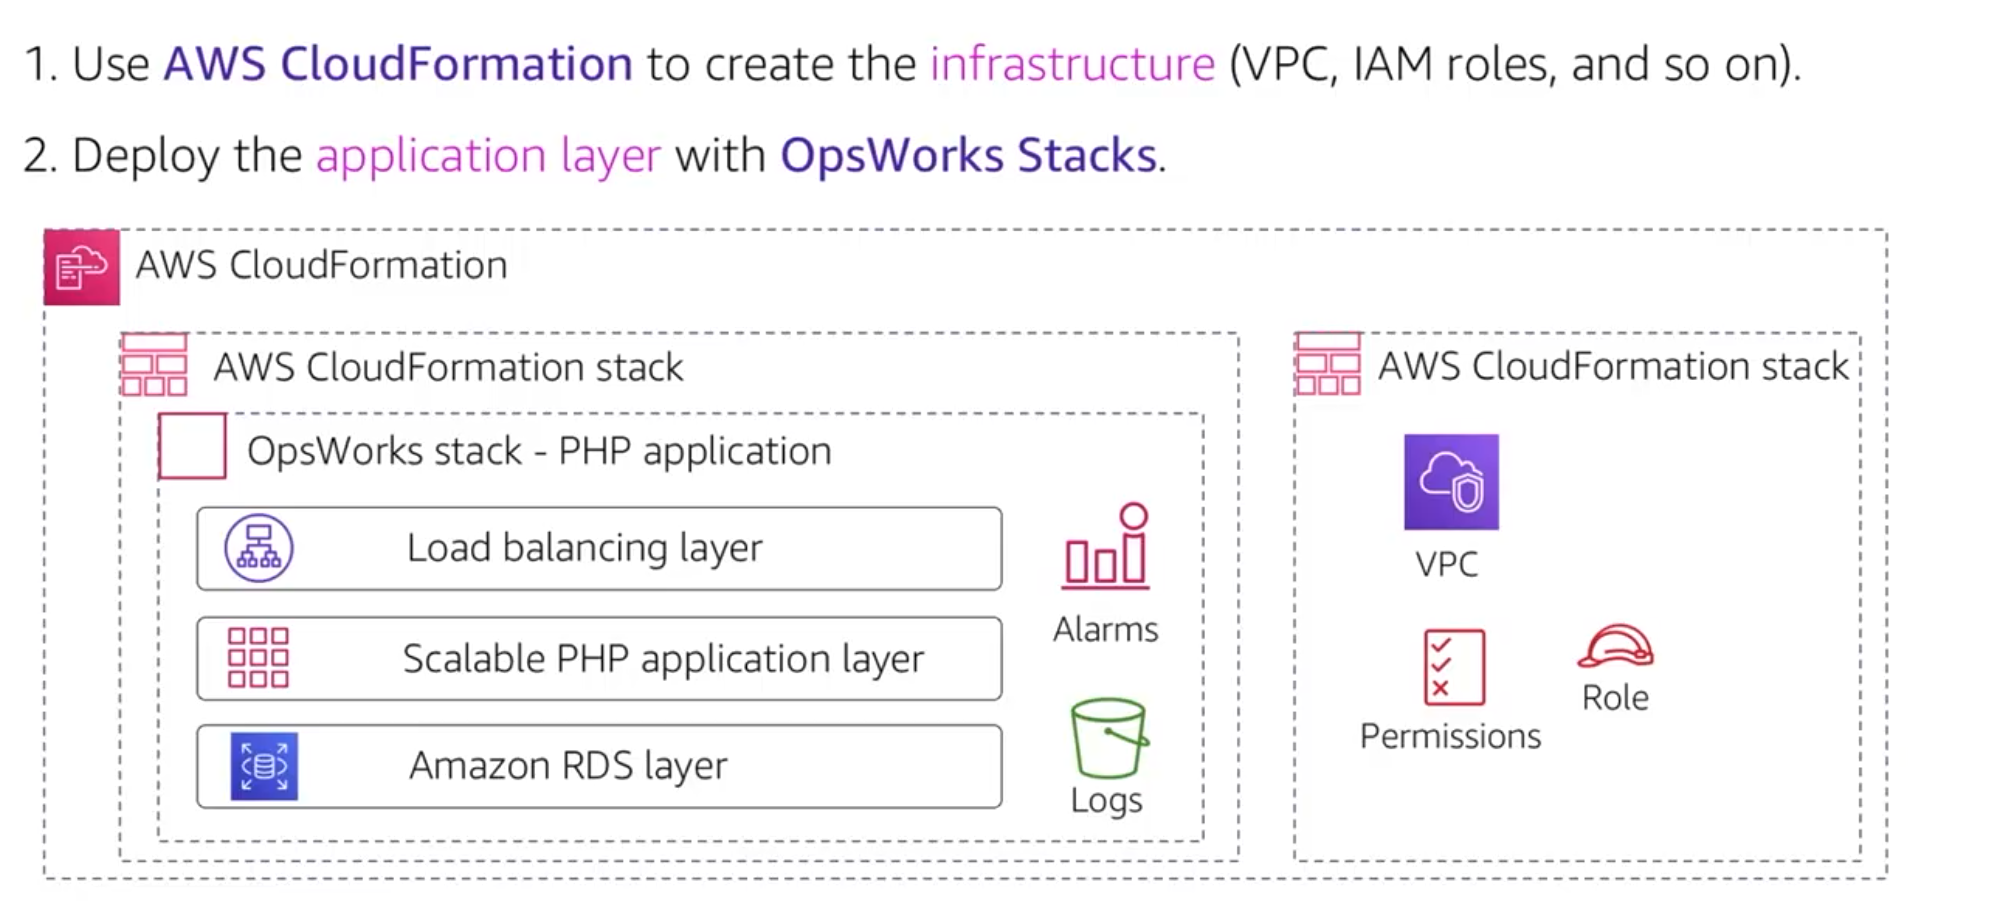 1. Use AWS CloudFormation to create the infrastructure (VPC, IAM roles, and so on).
2. Deploy the application layer with OpsWorks Stacks.
AWS CloudFormation
AWS CloudFormation stack
AWS CloudFormation stack
OpsWorks stack - PHP application
Load balancing layer
Scalable PHP application layer
Amazon RDS layer
Alarms
Logs
VPC
Permissions
Role